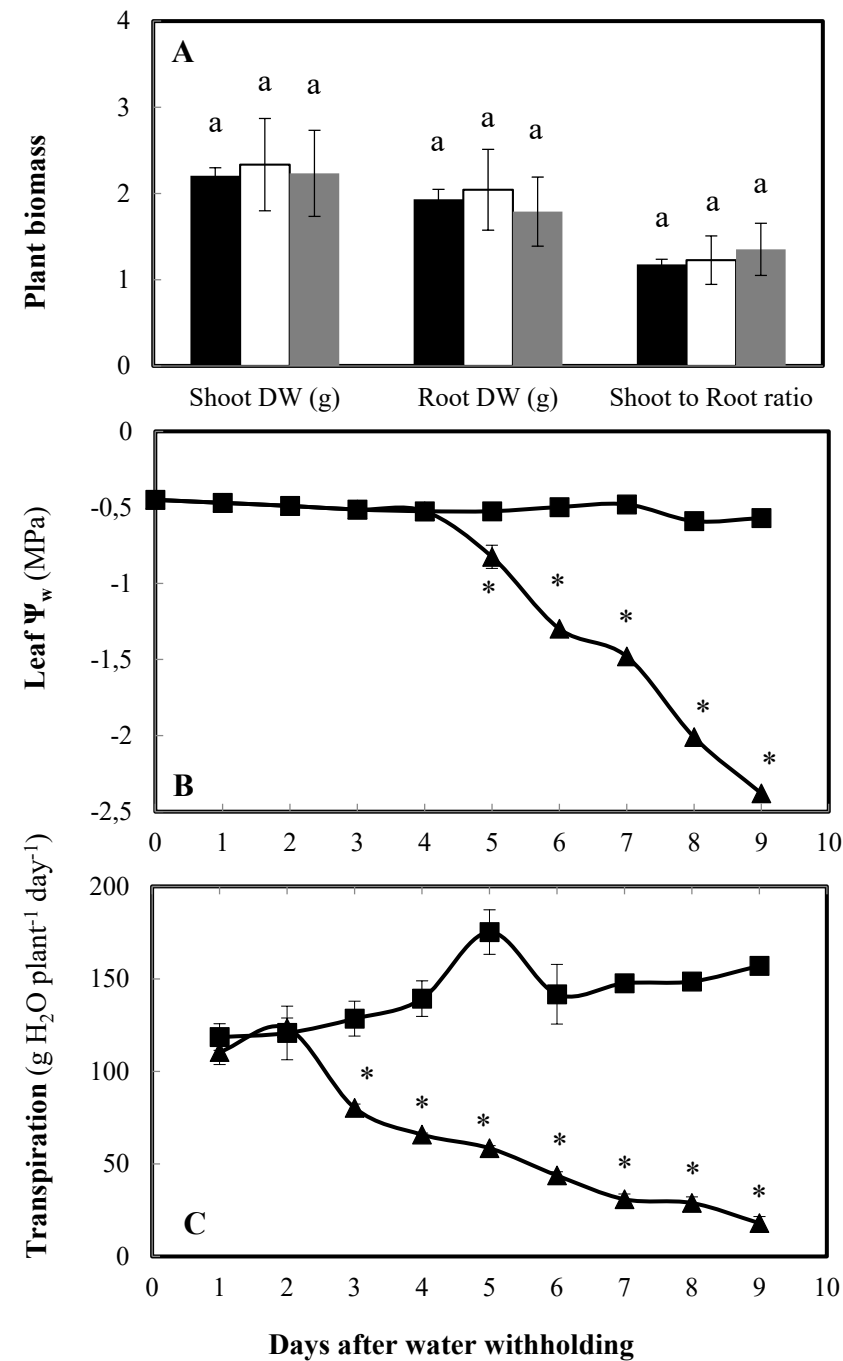 Plant biomass
4
3
2
1
0
A
a a a a a a a a a
Shoot DW (g) Root DW (g) Shoot to Root ratio
Leaf Ψw (MPa)
0
-0,5
-1
-1,5
-2
-2,5
* * * * *
B
0 1 2 3 4 5 6 7 8 9 10
Transpiration (g H2O plant-1 day-1)
200
150
100
50
0
* * * * * * *
C
0 1 2 3 4 5 6 7 8 9 10
Days after water withholding